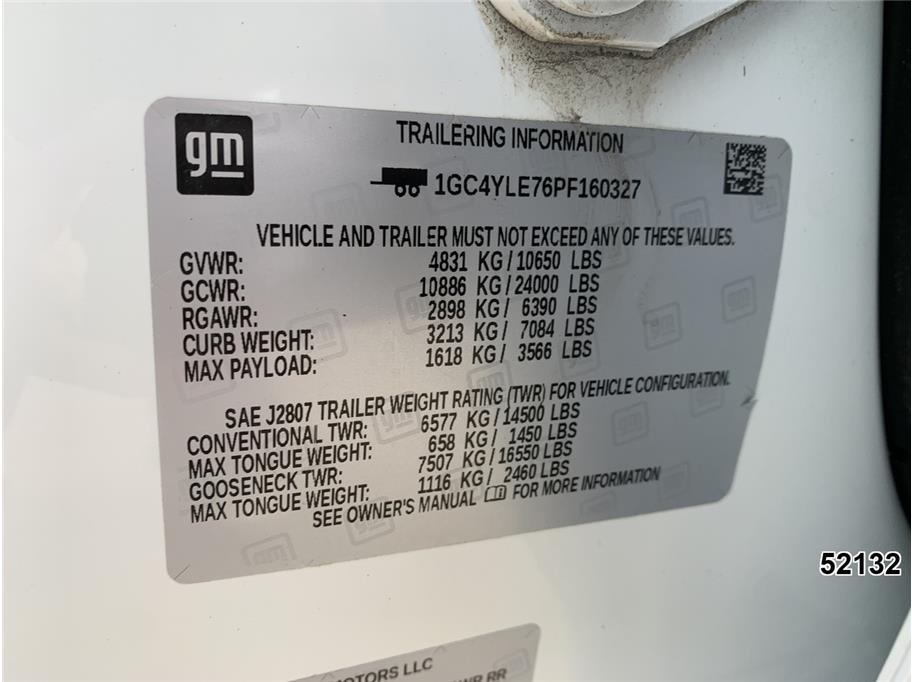 gm
TRAILERING INFORMATION
1GC4YLE76PF160327
VEHICLE AND TRAILER MUST NOT EXCEED ANY OF THESE VALUES.
GVWR: 4831 KG / 10650 LBS
GCWR: 10886 KG / 24000 LBS
RGAWR: 2898 KG / 6390 LBS
CURB WEIGHT: 3213 KG / 7084 LBS
MAX PAYLOAD: 1618 KG / 3566 LBS
SAE J2807 TRAILER WEIGHT RATING (TWR) FOR VEHICLE CONFIGURATION.
CONVENTIONAL TWR: 6577 KG / 14500 LBS
MAX TONGUE WEIGHT: 658 KG / 1450 LBS
GOOSENECK TWR: 7507 KG / 16550 LBS
MAX TONGUE WEIGHT: 1116 KG / 2460 LBS
SEE OWNER'S MANUAL FOR MORE INFORMATION
52132
MOTORS LLC
RR